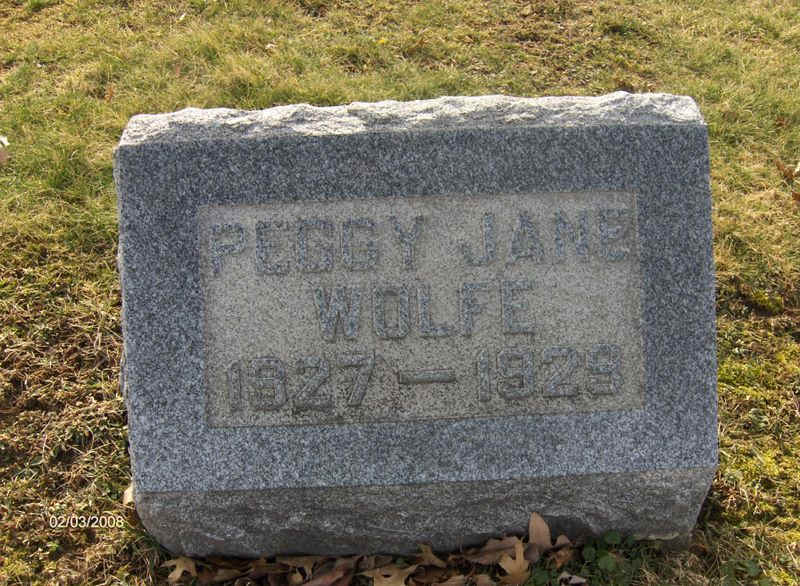 PEGGY JANE
WOLFE
1927 — 1929
02/03/2008